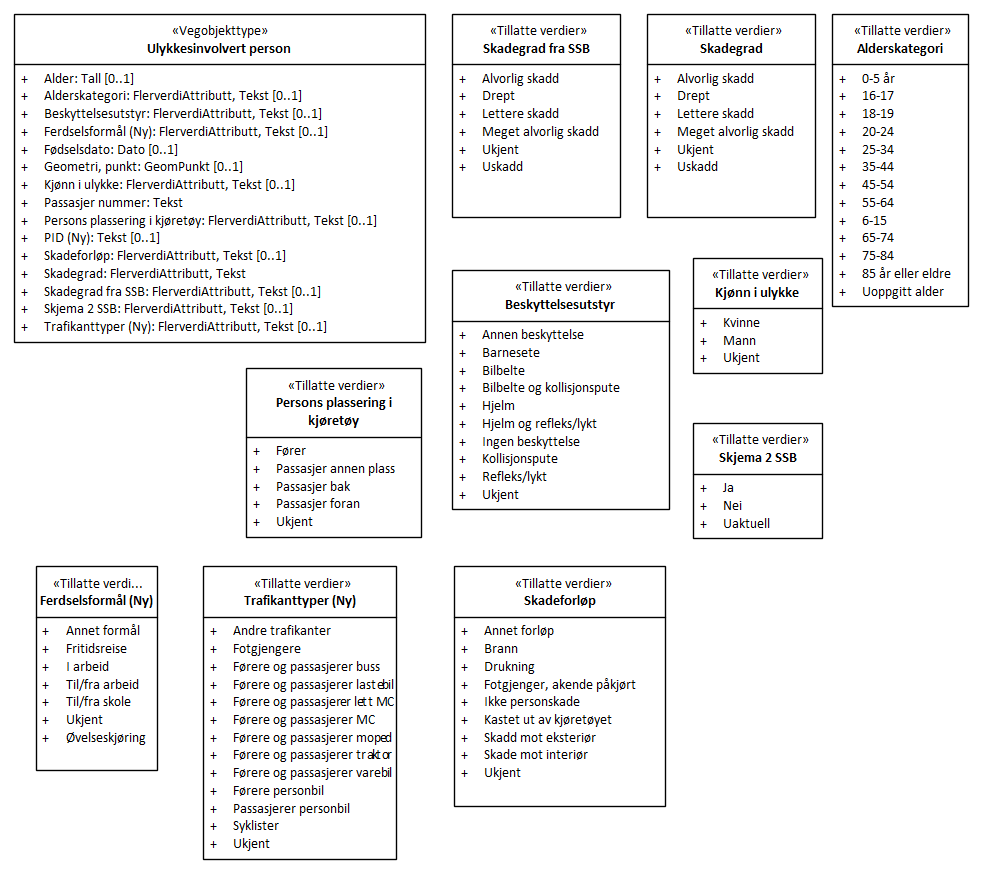 «Vegobjekttype»
Ulykkesinvolvert person
+ Alder: Tall [0..1]
+ Alderskategori: FlerverdiAttributt, Tekst [0..1]
+ Beskyttelsesutstyr: FlerverdiAttributt, Tekst [0..1]
+ Ferdselsformål (Ny): FlerverdiAttributt, Tekst [0..1]
+ Fødselsdato: Dato [0..1]
+ Geometri, punkt: GeomPunkt [0..1]
+ Kjønn i ulykke: FlerverdiAttributt, Tekst [0..1]
+ Passasjer nummer: Tekst
+ Persons plassering i kjøretøy: FlerverdiAttributt, Tekst [0..1]
+ PID (Ny): Tekst [0..1]
+ Skadeforløp: FlerverdiAttributt, Tekst [0..1]
+ Skadegrad: FlerverdiAttributt, Tekst
+ Skadegrad fra SSB: FlerverdiAttributt, Tekst [0..1]
+ Skjema 2 SSB: FlerverdiAttributt, Tekst [0..1]
+ Trafikanttyper (Ny): FlerverdiAttributt, Tekst [0..1]
«Tillatte verdier»
Skadegrad fra SSB
+ Alvorlig skadd
+ Drept
+ Lettere skadd
+ Meget alvorlig skadd
+ Ukjent
+ Uskadd
«Tillatte verdier»
Skadegrad
+ Alvorlig skadd
+ Drept
+ Lettere skadd
+ Meget alvorlig skadd
+ Ukjent
+ Uskadd
«Tillatte verdier»
Alderskategori
+ 0-5 år
+ 16-17
+ 18-19
+ 20-24
+ 25-34
+ 35-44
+ 45-54
+ 55-64
+ 6-15
+ 65-74
+ 75-84
+ 85 år eller eldre
+ Uoppgitt alder
«Tillatte verdier»
Beskyttelsesutstyr
+ Annen beskyttelse
+ Barnesete
+ Bilbelte
+ Bilbelte og kollisjonspute
+ Hjelm
+ Hjelm og refleks/lykt
+ Ingen beskyttelse
+ Kollisjonspute
+ Refleks/lykt
+ Ukjent
«Tillatte verdier»
Kjønn i ulykke
+ Kvinne
+ Mann
+ Ukjent
«Tillatte verdier»
Persons plassering i
kjøretøy
+ Fører
+ Passasjer annen plass
+ Passasjer bak
+ Passasjer foran
+ Ukjent
«Tillatte verdier»
Skjema 2 SSB
+ Ja
+ Nei
+ Uaktuell
«Tillatte verdi...
Ferdselsformål (Ny)
+ Annet formål
+ Fritidsreise
+ I arbeid
+ Til/fra arbeid
+ Til/fra skole
+ Ukjent
+ Øvelseskjøring
«Tillatte verdier»
Trafikanttyper (Ny)
+ Andre trafikanter
+ Fotgjengere
+ Førere og passasjerer buss
+ Førere og passasjerer lastebil
+ Førere og passasjerer lett MC
+ Førere og passasjerer MC
+ Førere og passasjerer moped
+ Førere og passasjerer traktor
+ Førere og passasjerer varebil
+ Førere personbil
+ Passasjerer personbil
+ Syklister
+ Ukjent
«Tillatte verdier»
Skadeforløp
+ Annet forløp
+ Brann
+ Drukning
+ Fotgjenger, akende påkjørt
+ Ikke personskade
+ Kastet ut av kjøretøyet
+ Skadd mot eksteriør
+ Skade mot interiør
+ Ukjent